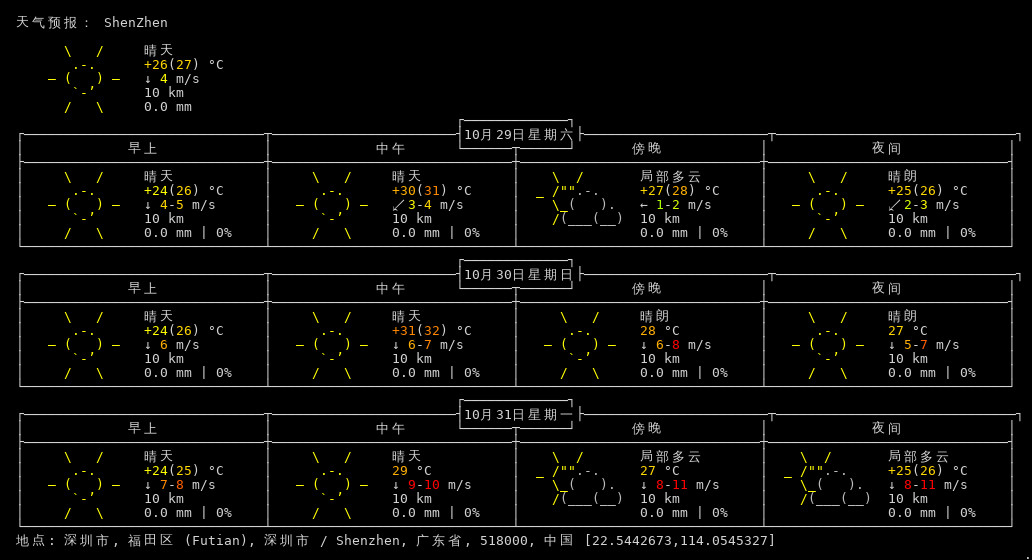 天气预报： ShenZhen
晴天
+26(27) °C
↓ 4 m/s
10 km
0.0 mm
10月29日星期六
早上 中午 傍晚 夜间
晴天 晴天 局部多云 晴朗
+24(26) °C +30(31) °C +27(28) °C +25(26) °C
↓ 4-5 m/s ↙ 3-4 m/s ← 1-2 m/s ↙ 2-3 m/s
10 km 10 km 10 km 10 km
0.0 mm | 0% 0.0 mm | 0% 0.0 mm | 0% 0.0 mm | 0%
10月30日星期日
早上 中午 傍晚 夜间
晴天 晴天 晴朗 晴朗
+24(26) °C +31(32) °C 28 °C 27 °C
↓ 6 m/s ↓ 6-7 m/s ↓ 6-8 m/s ↓ 5-7 m/s
10 km 10 km 10 km 10 km
0.0 mm | 0% 0.0 mm | 0% 0.0 mm | 0% 0.0 mm | 0%
10月31日星期一
早上 中午 傍晚 夜间
晴天 晴天 局部多云 局部多云
+24(25) °C 29 °C 27 °C +25(26) °C
↓ 7-8 m/s ↓ 9-10 m/s ↓ 8-11 m/s ↓ 8-11 m/s
10 km 10 km 10 km 10 km
0.0 mm | 0% 0.0 mm | 0% 0.0 mm | 0% 0.0 mm | 0%
地点: 深圳市, 福田区 (Futian), 深圳市 / Shenzhen, 广东省, 518000, 中国 [22.5442673,114.0545327]